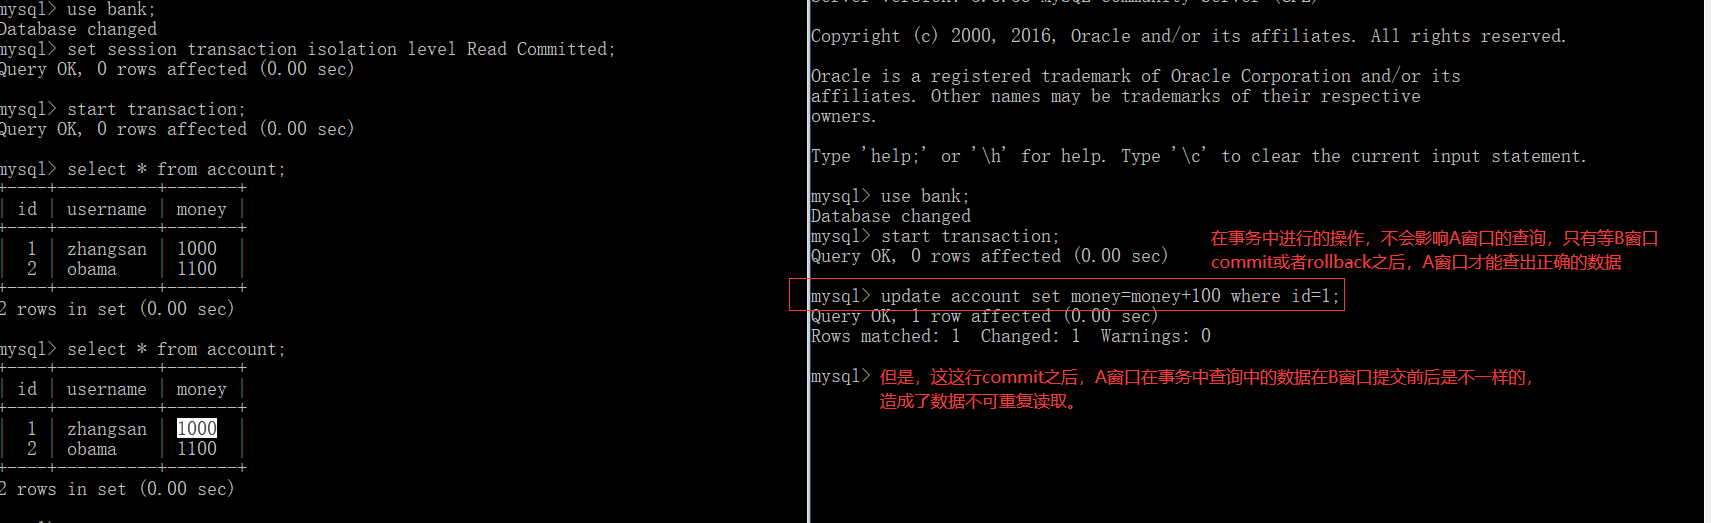 mysql> use bank;
Database changed
mysql> set session transaction isolation level Read Committed;
Query OK, 0 rows affected (0.00 sec)
mysql> start transaction;
Query OK, 0 rows affected (0.00 sec)
mysql> select * from account;
+----+----------+-------+
| id | username | money |
+----+----------+-------+
| 1 | zhangsan | 1000 |
| 2 | obama | 1100 |
+----+----------+-------+
2 rows in set (0.00 sec)
mysql> select * from account;
+----+----------+-------+
| id | username | money |
+----+----------+-------+
| 1 | zhangsan | 1000 |
| 2 | obama | 1100 |
+----+----------+-------+
2 rows in set (0.00 sec)
Copyright (c) 2000, 2016, Oracle and/or its affiliates. All rights reserved.
Oracle is a registered trademark of Oracle Corporation and/or its
affiliates. Other names may be trademarks of their respective
owners.
Type 'help;' or '\h' for help. Type '\c' to clear the current input statement.
mysql> use bank;
Database changed
mysql> start transaction;
Query OK, 0 rows affected (0.00 sec)
在事务中进行的操作，不会影响A窗口的查询，只有等B窗口
commit或者rollback之后，A窗口才能查出正确的数据
mysql> update account set money=money+100 where id=1;
Query OK, 1 row affected (0.00 sec)
Rows matched: 1 Changed: 1 Warnings: 0
mysql>
但是，这这行commit之后，A窗口在事务中查询中的数据在B窗口提交前后是不一样的，
造成了数据不可重复读取。